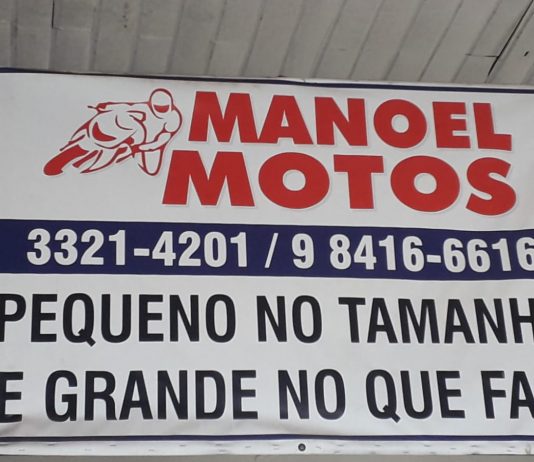 MANOEL
MOTOS
3321-4201 / 9 8416-6616
PEQUENO NO TAMANH
E GRANDE NO QUE FA